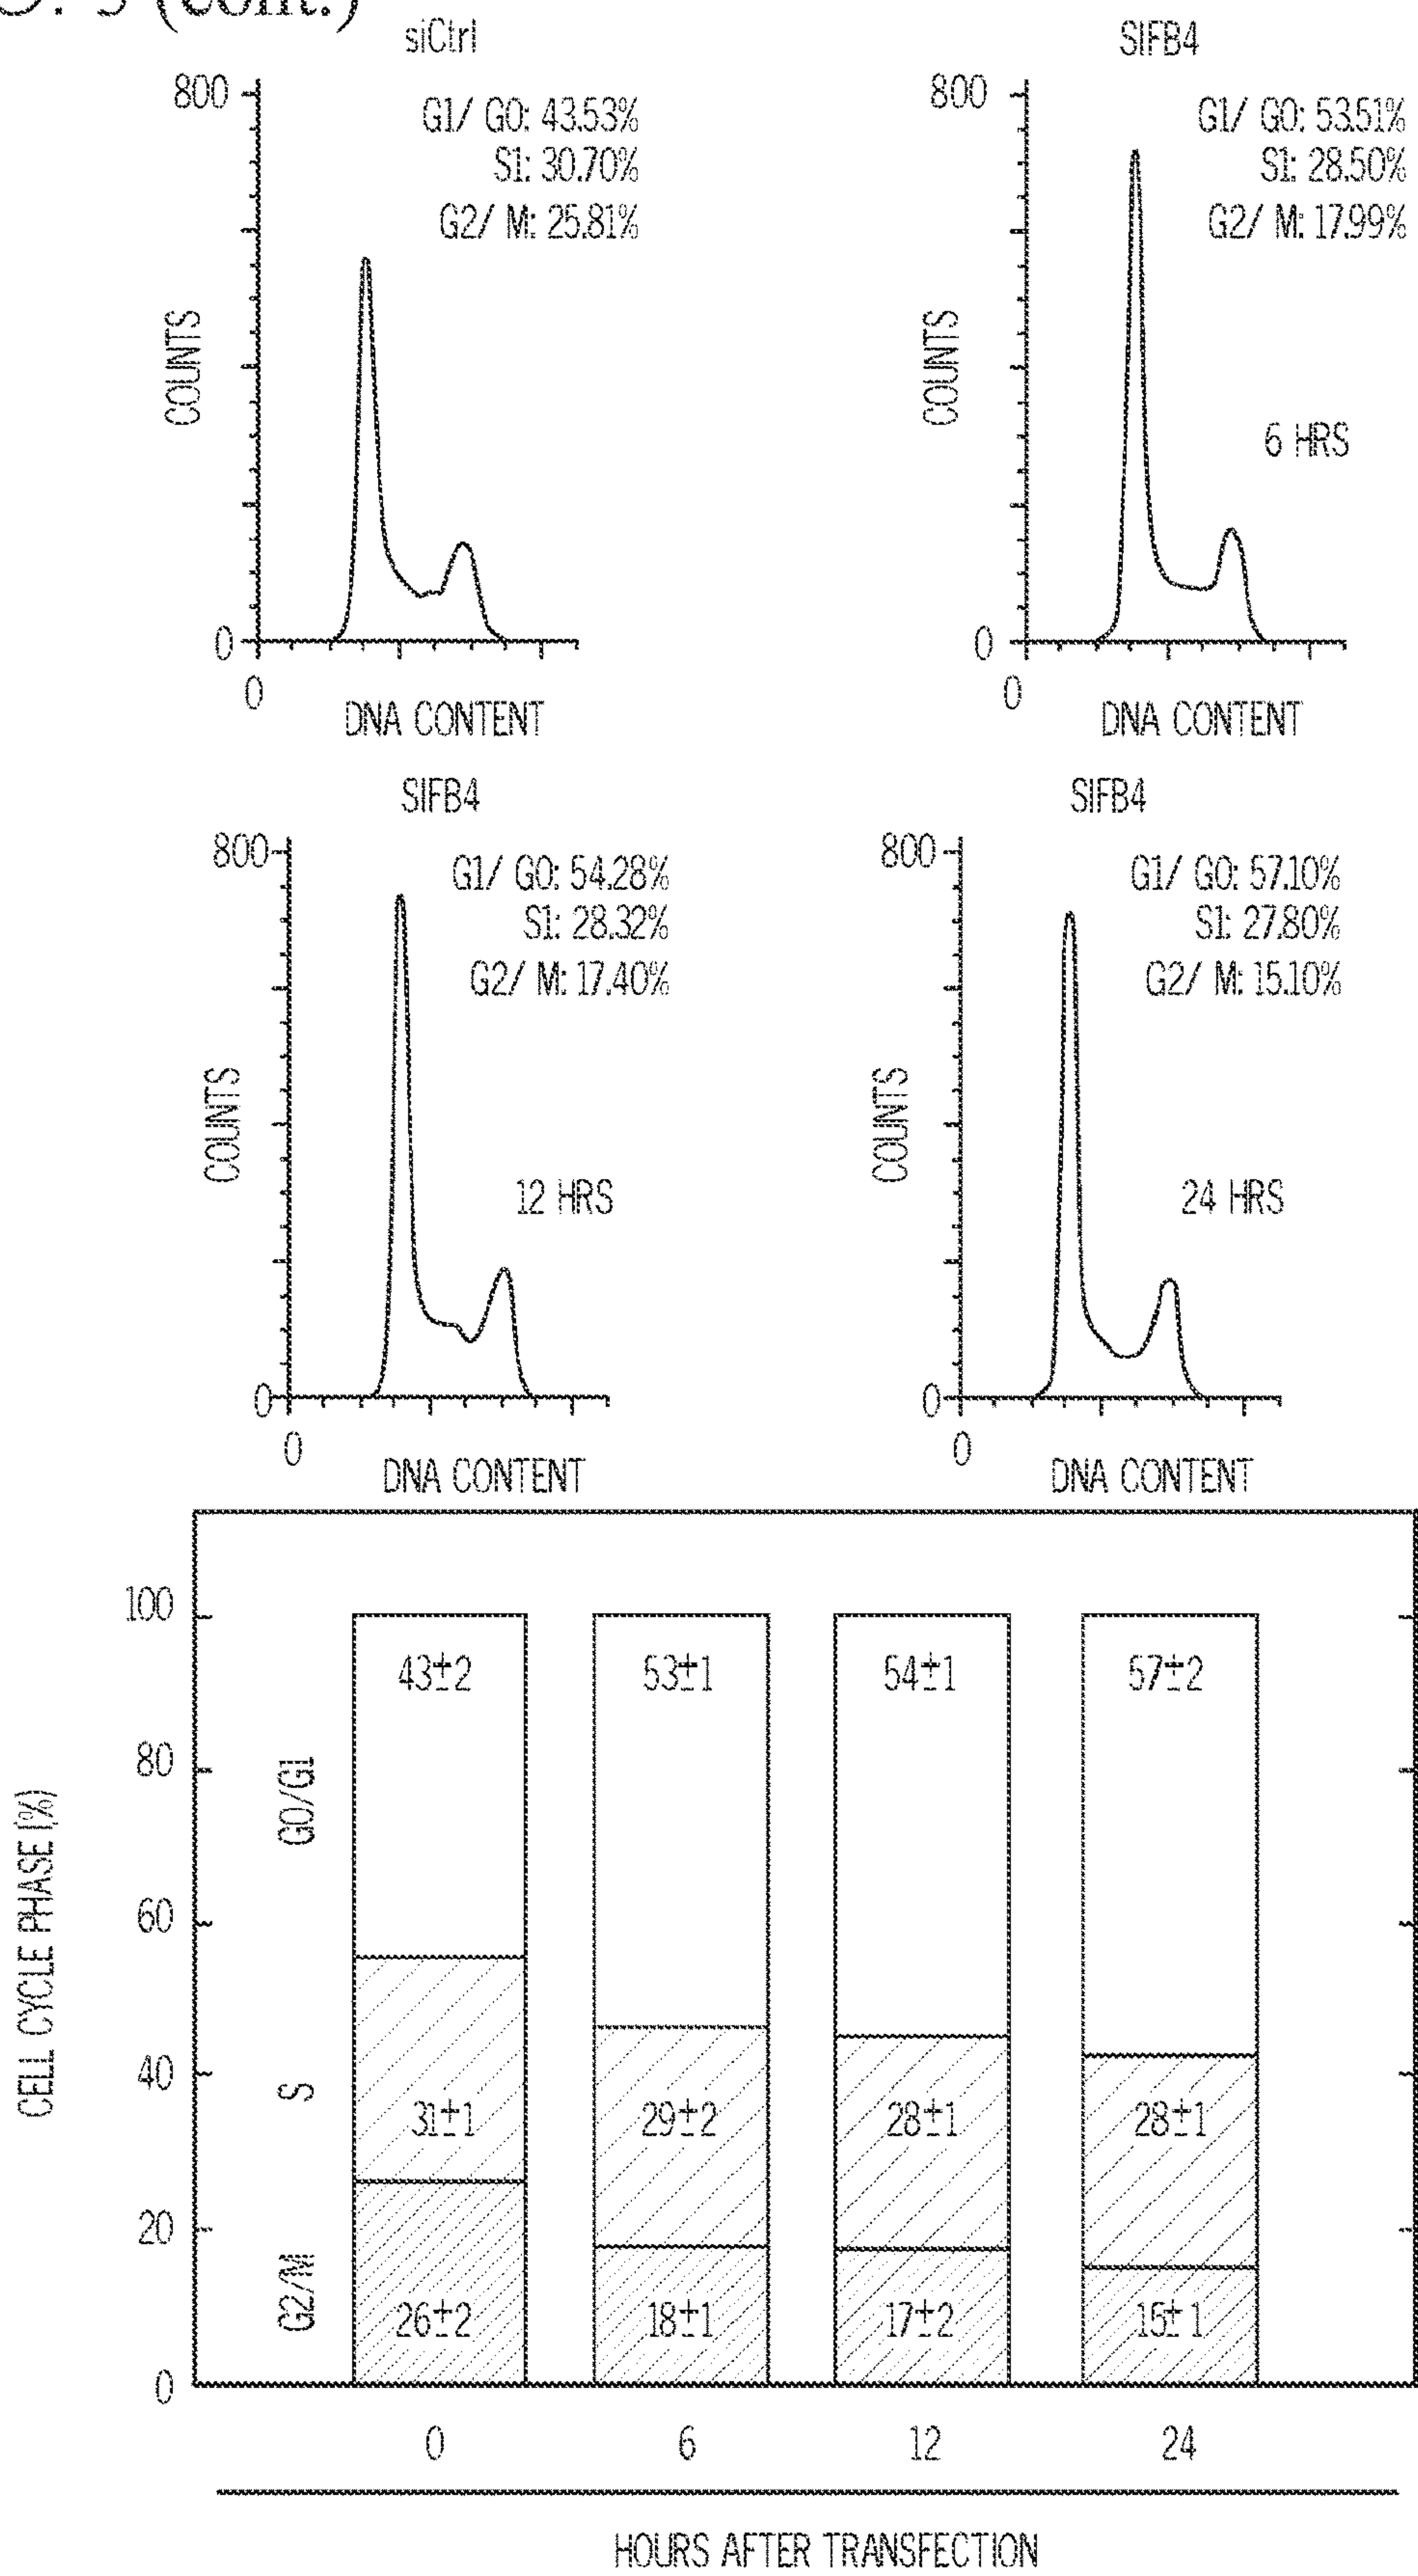 5 (cont.)
siCtrl
800
G1/ G0: 43.53%
S1: 30.70%
G2/ M: 25.81%
COUNTS
0
0
DNA CONTENT
SIFB4
800
G1/ G0: 53.51%
S1: 28.50%
G2/ M: 17.99%
COUNTS
6 HRS
0
0
DNA CONTENT
SIFB4
800
G1/ G0: 54.28%
S1: 28.32%
G2/ M: 17.40%
COUNTS
12 HRS
0
0
DNA CONTENT
SIFB4
800
G1/ G0: 57.10%
S1: 27.80%
G2/ M: 15.10%
COUNTS
24 HRS
0
0
DNA CONTENT
CELL CYCLE PHASE (%)
100
80
60
40
20
0
G0/G1
S
G2/M
43±2
53±1
54±1
57±2
31±1
29±2
28±1
28±1
26±2
18±1
17±2
15±1
0 6 12 24
HOURS AFTER TRANSFECTION